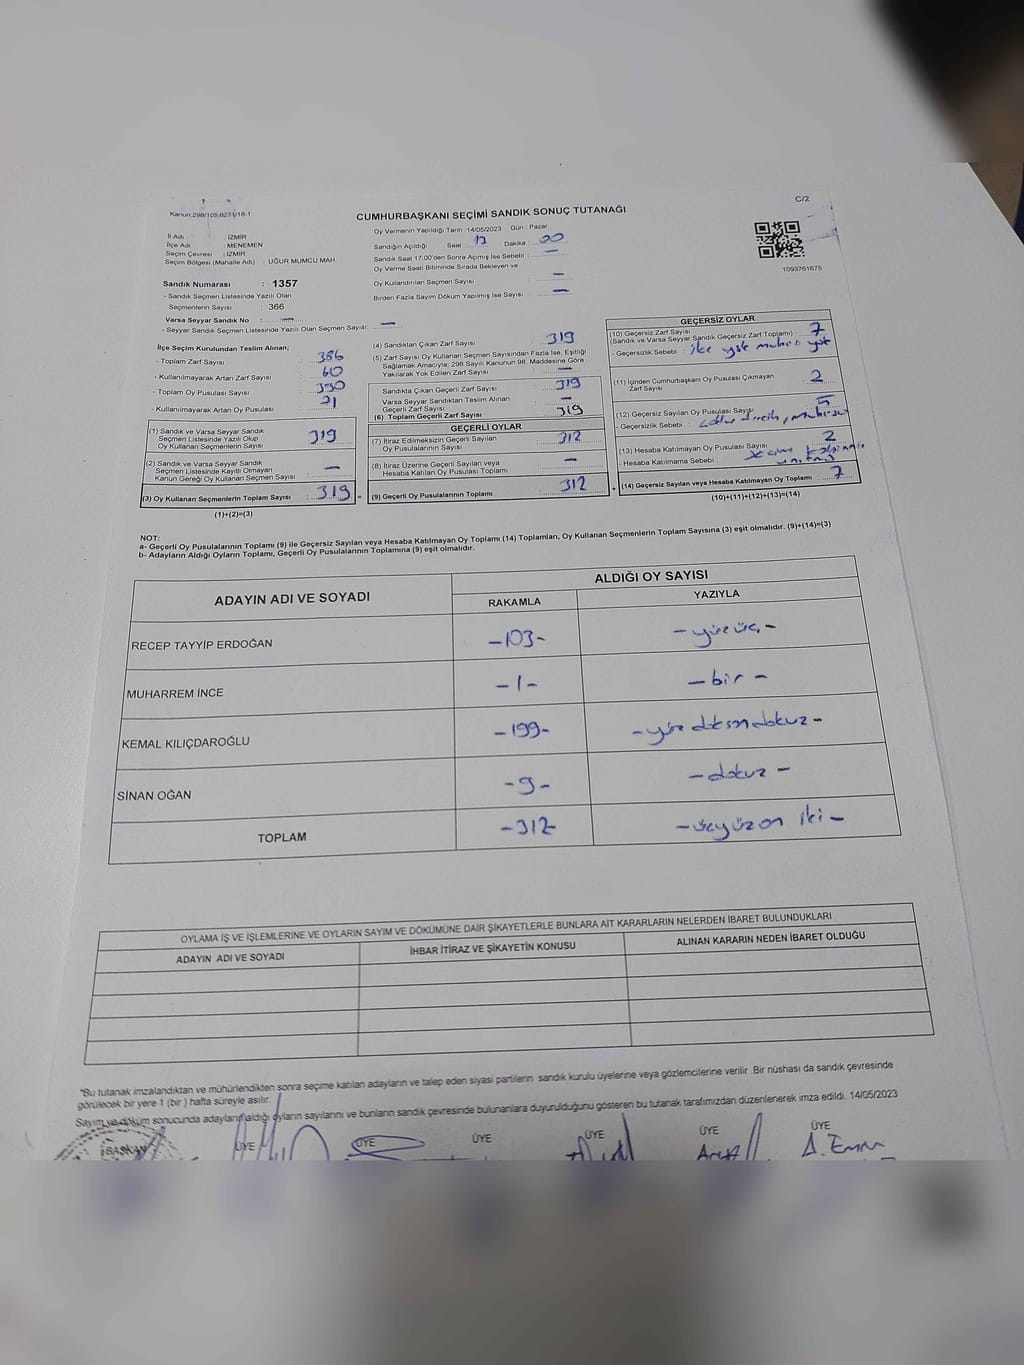 Kanun,298/105,6271/18-1
C/2
CUMHURBAŞKANI SEÇİMİ SANDIK SONUÇ TUTANAĞI
İl Adı : İZMİR
İlçe Adı : MENEMEN
Seçim Çevresi : İZMİR
Seçim Bölgesi (Mahalle Adı) : UĞUR MUMCU MAH
Sandık Numarası : 1357
- Sandık Seçmen Listesinde Yazılı Olan
Seçmenlerin Sayısı : 366
Varsa Seyyar Sandık No : —
- Seyyar Sandık Seçmen Listesinde Yazılı Olan Seçmen Sayısı: —
Oy Vermenin Yapıldığı Tarih : 14/05/2023 Gün : Pazar
Sandığın Açıldığı Saat : 17 Dakika : 00
Sandık Saat 17.00'den Sonra Açımış İse Sebebi : —
Oy Verme Saati Bitiminde Sırada Bekleyen ve
Oy Kullandırılan Seçmen Sayısı : —
Birden Fazla Sayım Döküm Yapılmış İse Sayısı : —
1093761675
İlçe Seçim Kurulundan Teslim Alınan;
- Toplam Zarf Sayısı : 386
- Kullanılmayarak Artan Zarf Sayısı : 60
- Toplam Oy Pusulası Sayısı : 390
- Kullanılmayarak Artan Oy Pusulası : 71
(1) Sandık ve Varsa Seyyar Sandık
Seçmen Listesinde Yazılı Olup
Oy Kullanan Seçmenlerin Sayısı : 319
(2) Sandık ve Varsa Seyyar Sandık
Seçmen Listesinde Kayıtlı Olmayan
Kanun Gereği Oy Kullanan Seçmen Sayısı : —
(3) Oy Kullanan Seçmenlerin Toplam Sayısı : 319
(1)+(2)=(3)
(4) Sandıktan Çıkan Zarf Sayısı : 319
(5) Zarf Sayısı Oy Kullanan Seçmen Sayısından Fazla İse, Eşitliği
Sağlamak Amacıyla; 298 Sayılı Kanunun 98. Maddesine Göre
Yakılarak Yok Edilen Zarf Sayısı : —
Sandıkta Çıkan Geçerli Zarf Sayısı : 319
Varsa Seyyar Sandıktan Teslim Alınan
Geçerli Zarf Sayısı : —
(6) Toplam Geçerli Zarf Sayısı : 319
GEÇERLİ OYLAR
(7) İtiraz Edilmeksizin Geçerli Sayılan
Oy Pusulalarının Sayısı : 312
(8) İtiraz Üzerine Geçerli Sayılan veya
Hesaba Katılan Oy Pusulası Toplamı : —
(9) Geçerli Oy Pusulalarının Toplamı : 312
GEÇERSİZ OYLAR
(10) Geçersiz Zarf Sayısı
(Sandık ve Varsa Seyyar Sandık Geçersiz Zarf Toplamı) : 7
- Geçersizlik Sebebi :
(11) İçinden Cumhurbaşkanı Oy Pusulası Çıkmayan
Zarf Sayısı : 2
(12) Geçersiz Sayılan Oy Pusulası Sayısı
- Geçersizlik Sebebi :
(13) Hesaba Katılmayan Oy Pusulası Sayısı : 2
- Hesaba Katılmama Sebebi :
(14) Geçersiz Sayılan veya Hesaba Katılmayan Oy Toplamı : 7
(10)+(11)+(12)+(13)=(14)
NOT:
a- Geçerli Oy Pusulalarının Toplamı (9) ile Geçersiz Sayılan veya Hesaba Katılmayan Oy Toplamı (14) Toplamları, Oy Kullanan Seçmenlerin Toplam Sayısına (3) eşit olmalıdır. (9)+(14)=(3)
b- Adayların Aldığı Oyların Toplamı, Geçerli Oy Pusulalarının Toplamına (9) eşit olmalıdır.
ADAYIN ADI VE SOYADI
ALDIĞI OY SAYISI
RAKAMLA YAZIYLA
RECEP TAYYİP ERDOĞAN -103- -yüzüç-
MUHARREM İNCE -1- -bir-
KEMAL KILIÇDAROĞLU -199- -yüzdoksandokuz-
SİNAN OĞAN -9- -dokuz-
TOPLAM -312- -üçyüzon iki-
OYLAMA İŞ VE İŞLEMLERİNE VE OYLARIN SAYIM VE DÖKÜMÜNE DAİR ŞİKAYETLERLE BUNLARA AİT KARARLARIN NELERDEN İBARET BULUNDUKLARI
ADAYIN ADI VE SOYADI İHBAR İTİRAZ VE ŞİKAYETİN KONUSU ALINAN KARARIN NEDEN İBARET OLDUĞU
"Bu tutanak imzalandıktan ve mühürlendikten sonra seçime katılan adayların ve talep eden siyasi partilerin sandık kurulu üyelerine veya gözlemcilerine verilir .Bir nüshası da sandık çevresinde
görülecek bir yere 1 (bir ) hafta süreyle asılır.
Sayım ve döküm sonucunda adayların aldığı oyların sayılarını ve bunların sandık çevresinde bulunanlara duyurulduğunu gösteren bu tutanak tarafımızdan düzenlenerek imza edildi. 14/05/2023
BAŞKAN ÜYE ÜYE ÜYE ÜYE ÜYE ÜYE